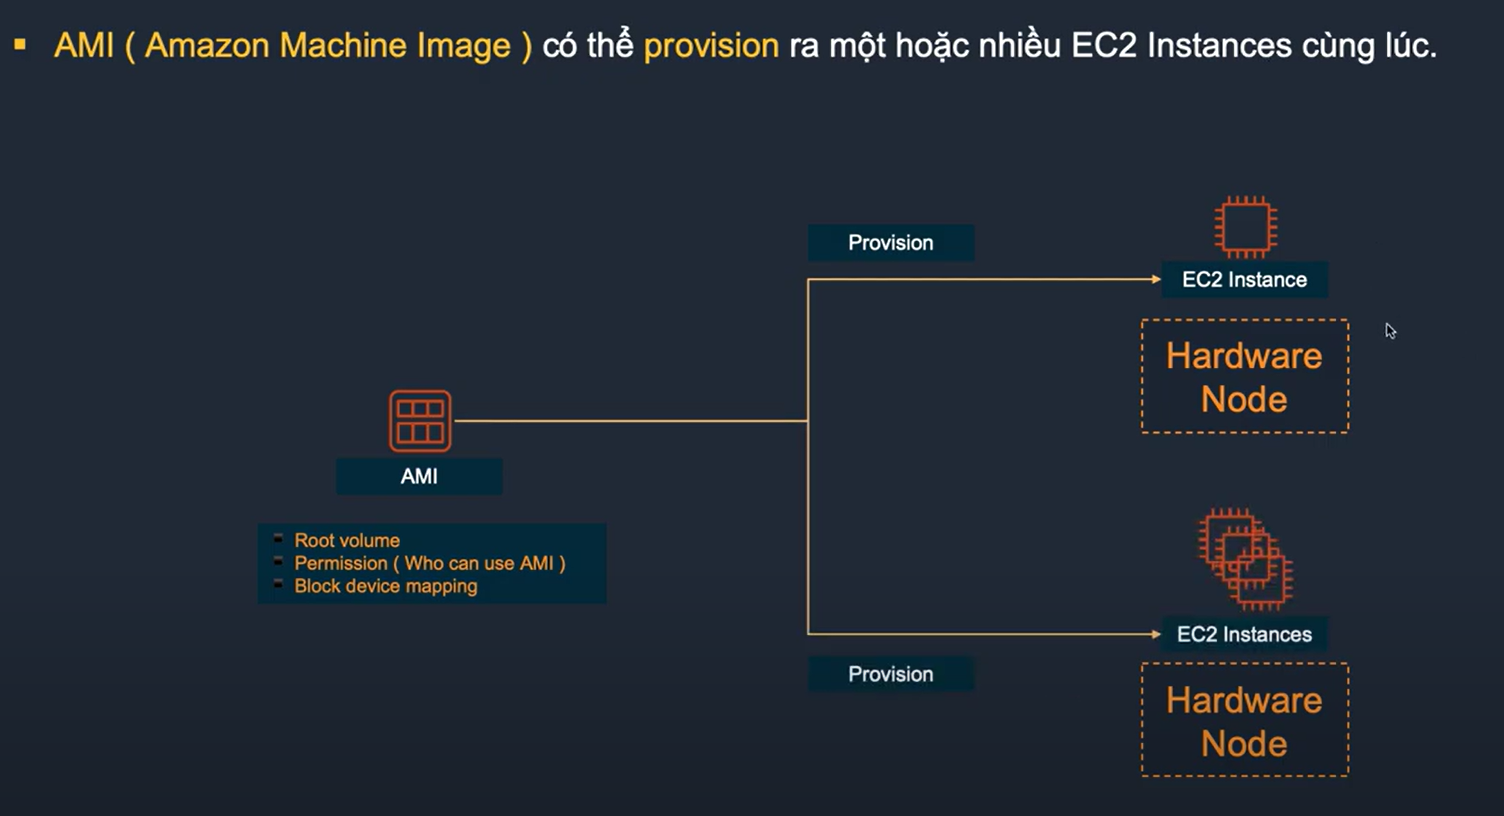 ▪ AMI ( Amazon Machine Image ) có thể provision ra một hoặc nhiều EC2 Instances cùng lúc.
Provision
EC2 Instance
Hardware
Node
AMI
Root volume
Permission ( Who can use AMI )
Block device mapping
EC2 Instances
Provision
Hardware
Node